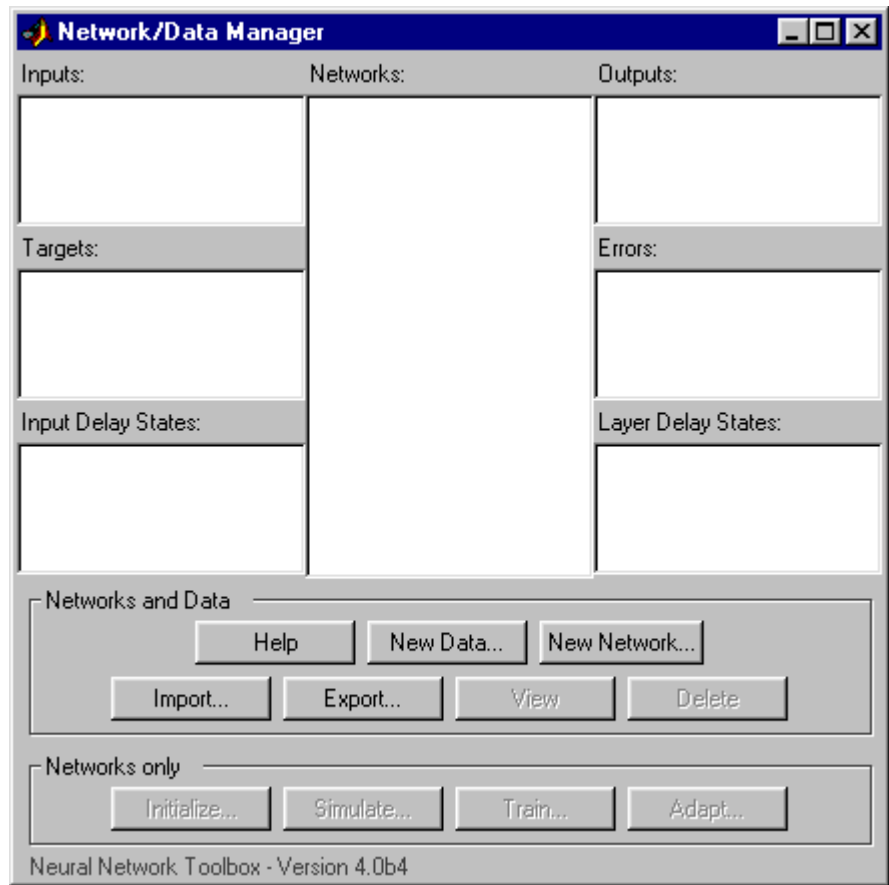 Network/Data Manager
Inputs:
Networks:
Outputs:
Targets:
Errors:
Input Delay States:
Layer Delay States:
Networks and Data
Help
New Data...
New Network...
Import...
Export...
View
Delete
Networks only
Initialize...
Simulate...
Train...
Adapt...
Neural Network Toolbox - Version 4.0b4